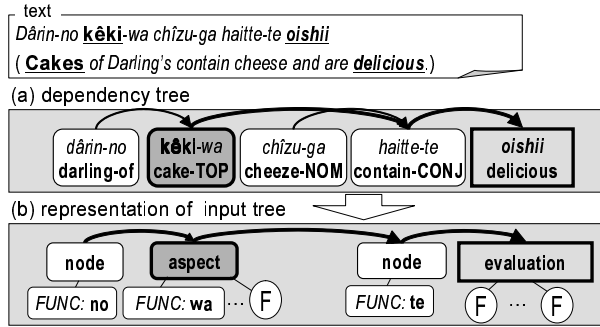 text
Dârin-no kêki-wa chîzu-ga haitte-te oishii
( Cakes of Darling's contain cheese and are delicious.)
(a) dependency tree
dârin-no kêki-wa chîzu-ga haitte-te oishii
darling-of cake-TOP cheeze-NOM contain-CONJ delicious
(b) representation of input tree
node aspect node evaluation
FUNC: no FUNC: wa ... F FUNC: te F ... F